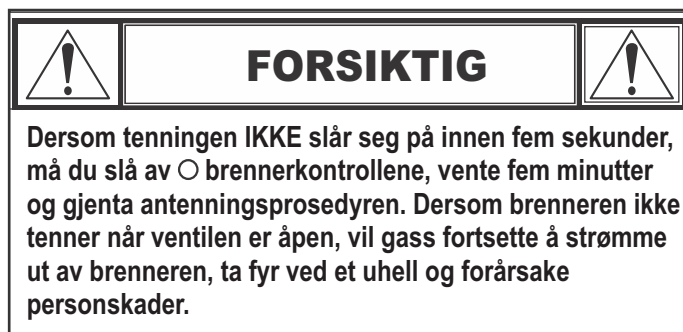 FORSIKTIG
Dersom tenningen IKKE slår seg på innen fem sekunder,
må du slå av ○ brennerkontrollene, vente fem minutter
og gjenta antenningsprosedyren. Dersom brenneren ikke
tenner når ventilen er åpen, vil gass fortsette å strømme
ut av brenneren, ta fyr ved et uhell og forårsake
personskader.